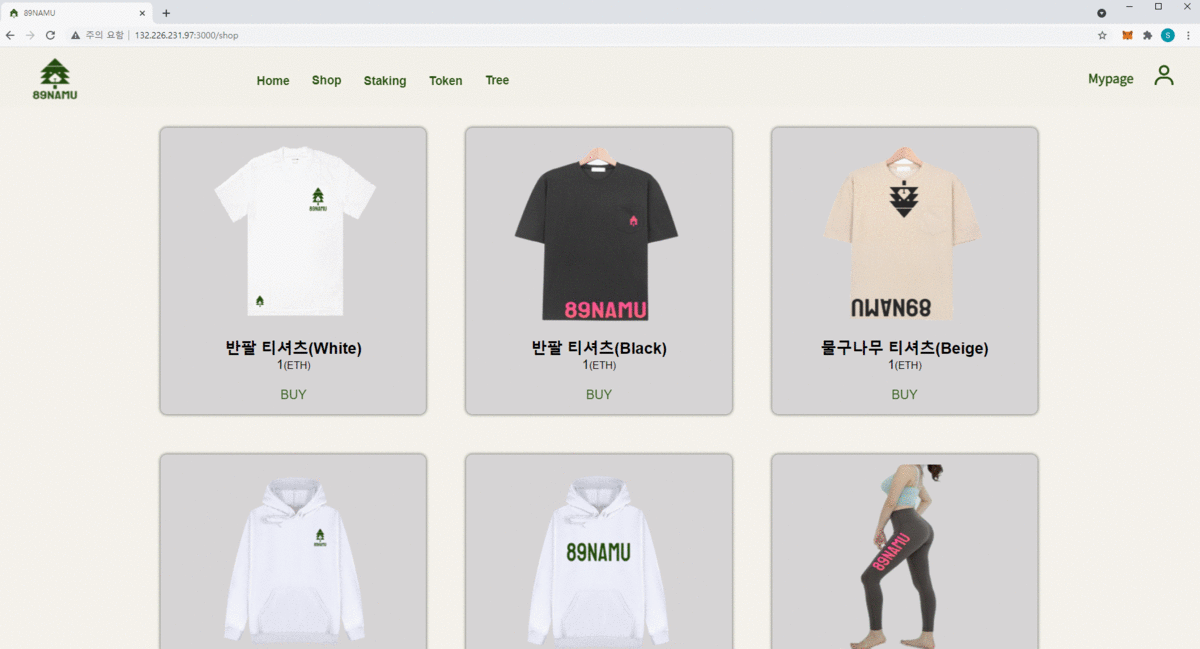 89NAMU
주의 요함 | 132.226.231.97:3000/shop
S
89NAMU
Home Shop Staking Token Tree
Mypage
89NAMU
89NAMU
89NAMU
반팔 티셔츠(White)
1(ETH)
BUY
반팔 티셔츠(Black)
1(ETH)
BUY
물구나무 티셔츠(Beige)
1(ETH)
BUY
89NAMU
89NAMU
89NAMU